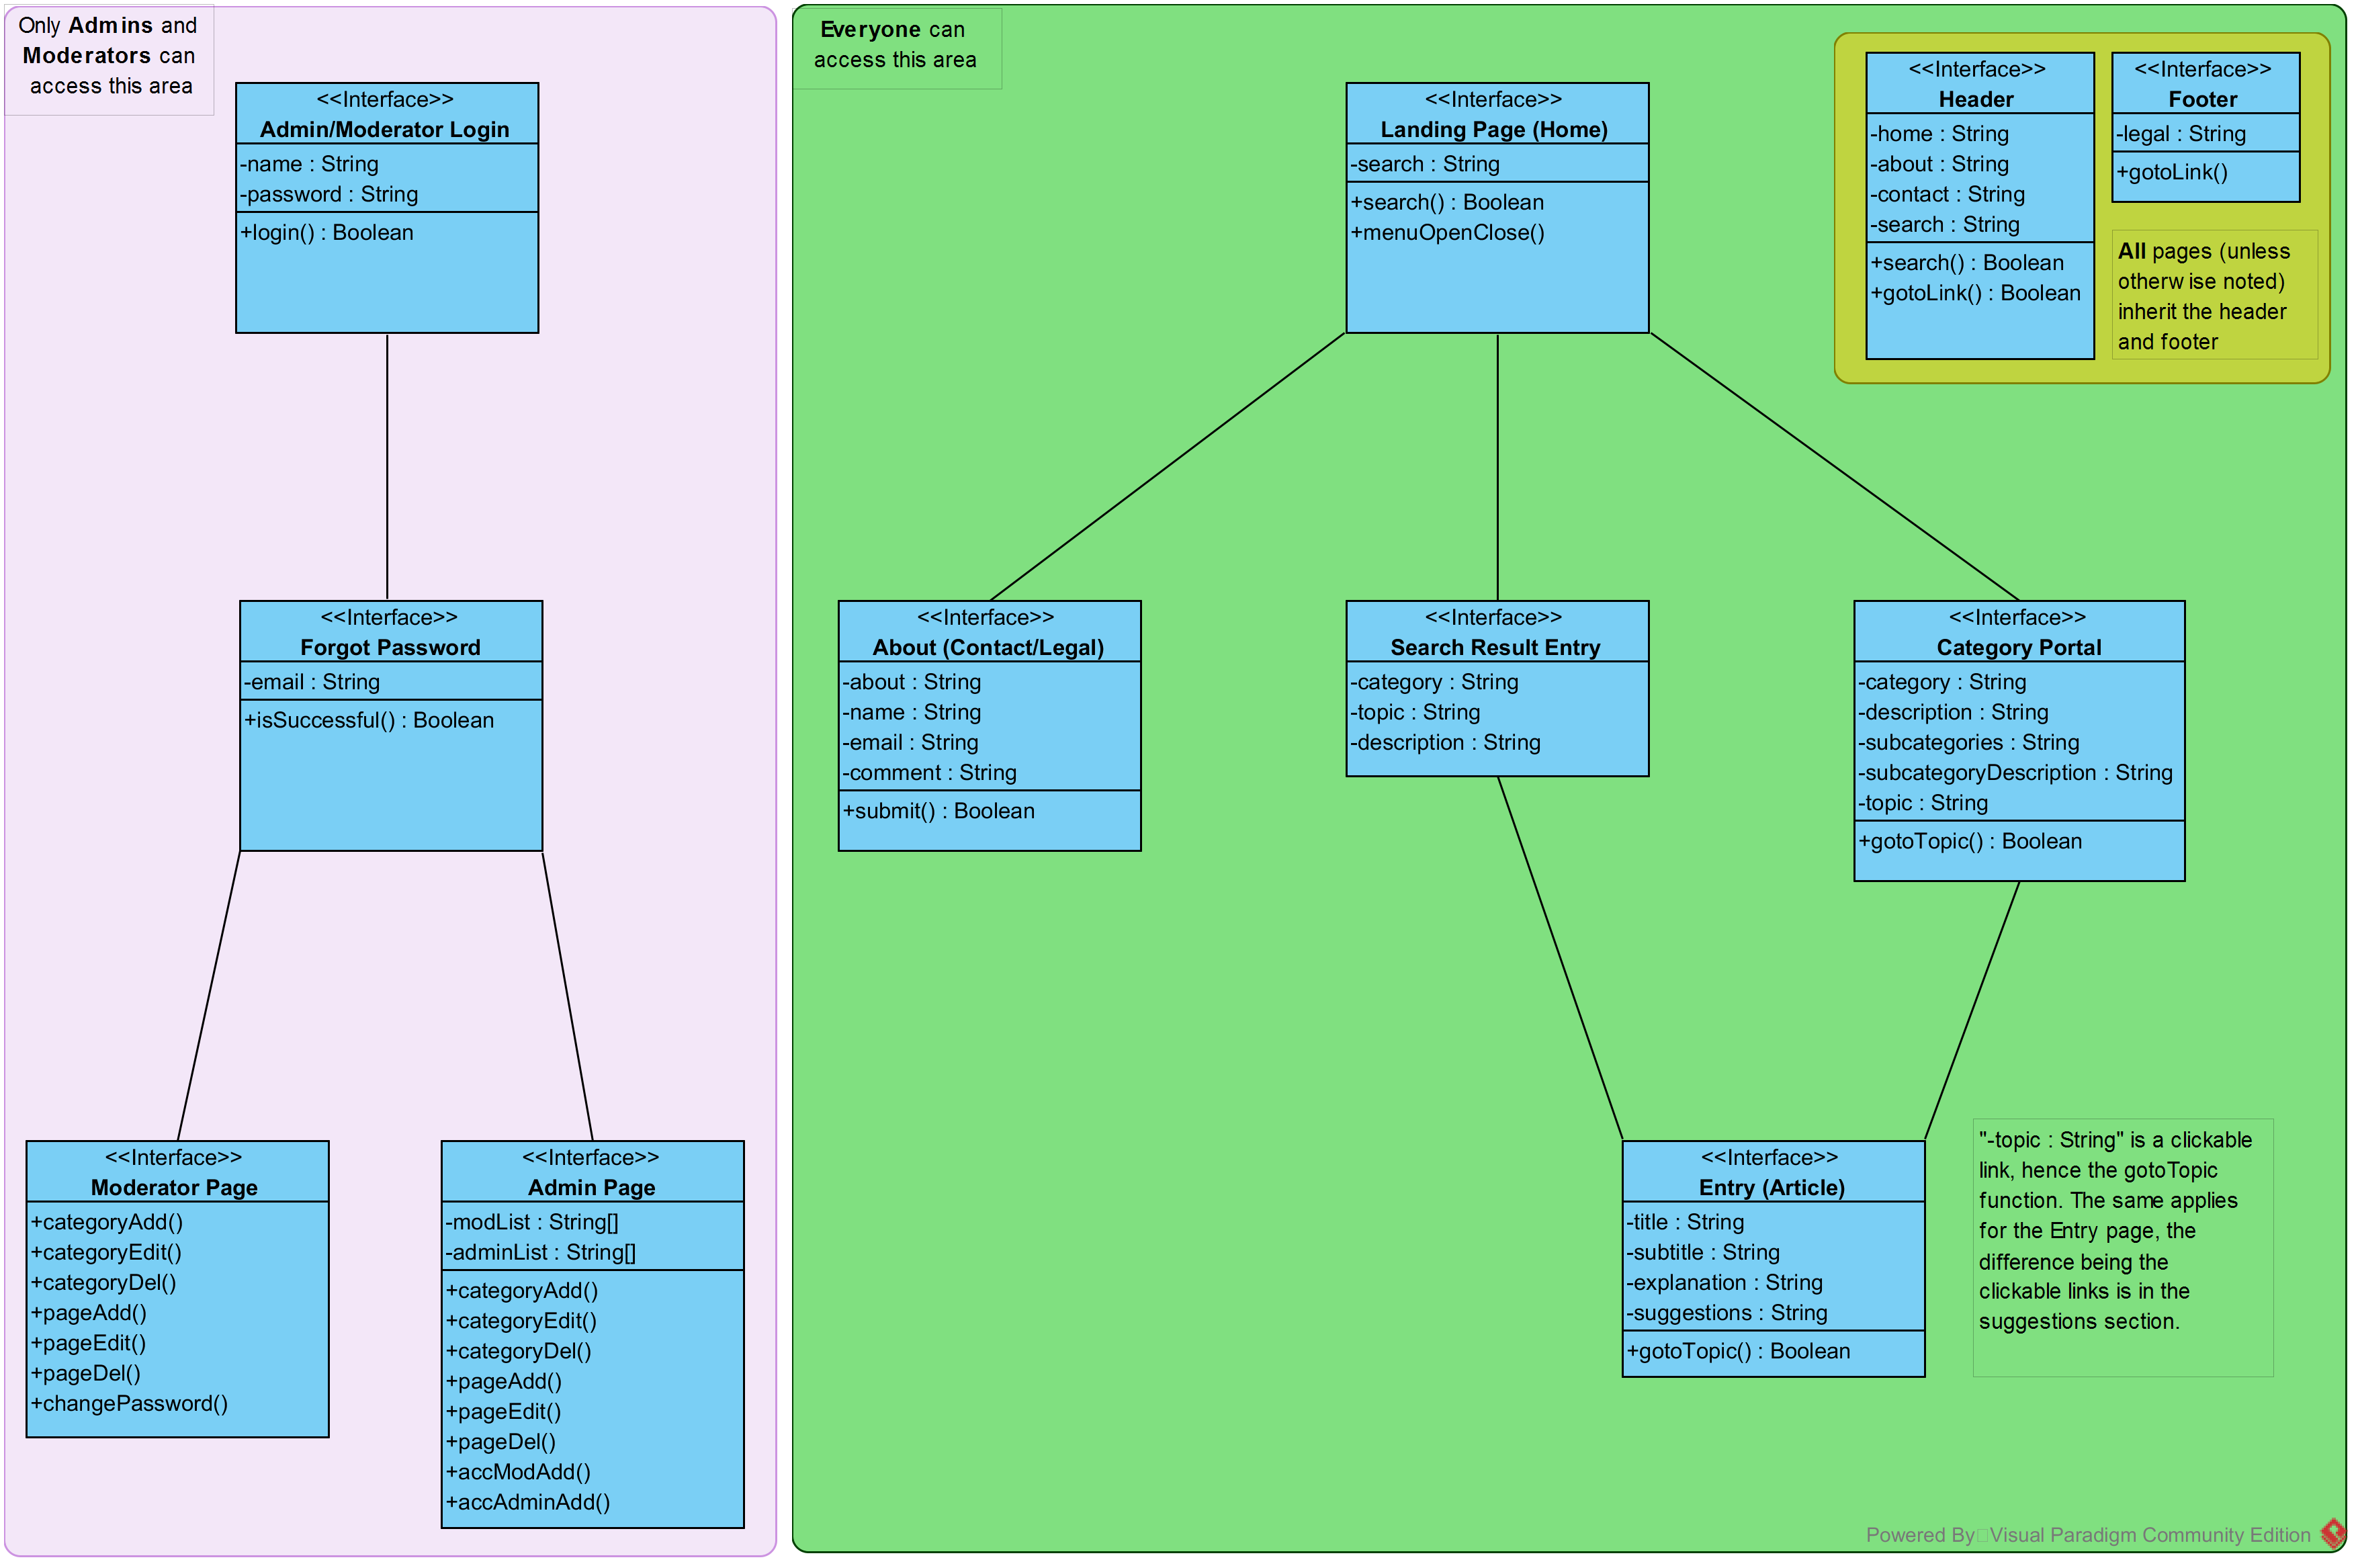 Only Admins and
Moderators can
access this area
<<Interface>>
Admin/Moderator Login
-name : String
-password : String
+login() : Boolean
<<Interface>>
Forgot Password
-email : String
+isSuccessful() : Boolean
<<Interface>>
Moderator Page
+categoryAdd()
+categoryEdit()
+categoryDel()
+pageAdd()
+pageEdit()
+pageDel()
+changePassword()
<<Interface>>
Admin Page
-modList : String[]
-adminList : String[]
+categoryAdd()
+categoryEdit()
+categoryDel()
+pageAdd()
+pageEdit()
+pageDel()
+accModAdd()
+accAdminAdd()
Everyone can
access this area
<<Interface>>
Landing Page (Home)
-search : String
+search() : Boolean
+menuOpenClose()
<<Interface>>
Header
-home : String
-about : String
-contact : String
-search : String
+search() : Boolean
+gotoLink() : Boolean
<<Interface>>
Footer
-legal : String
+gotoLink()
All pages (unless
otherwise noted)
inherit the header
and footer
<<Interface>>
About (Contact/Legal)
-about : String
-name : String
-email : String
-comment : String
+submit() : Boolean
<<Interface>>
Search Result Entry
-category : String
-topic : String
-description : String
<<Interface>>
Category Portal
-category : String
-description : String
-subcategories : String
-subcategoryDescription : String
-topic : String
+gotoTopic() : Boolean
<<Interface>>
Entry (Article)
-title : String
-subtitle : String
-explanation : String
-suggestions : String
+gotoTopic() : Boolean
"-topic : String" is a clickable
link, hence the gotoTopic
function. The same applies
for the Entry page, the
difference being the
clickable links is in the
suggestions section.
Powered By Visual Paradigm Community Edition